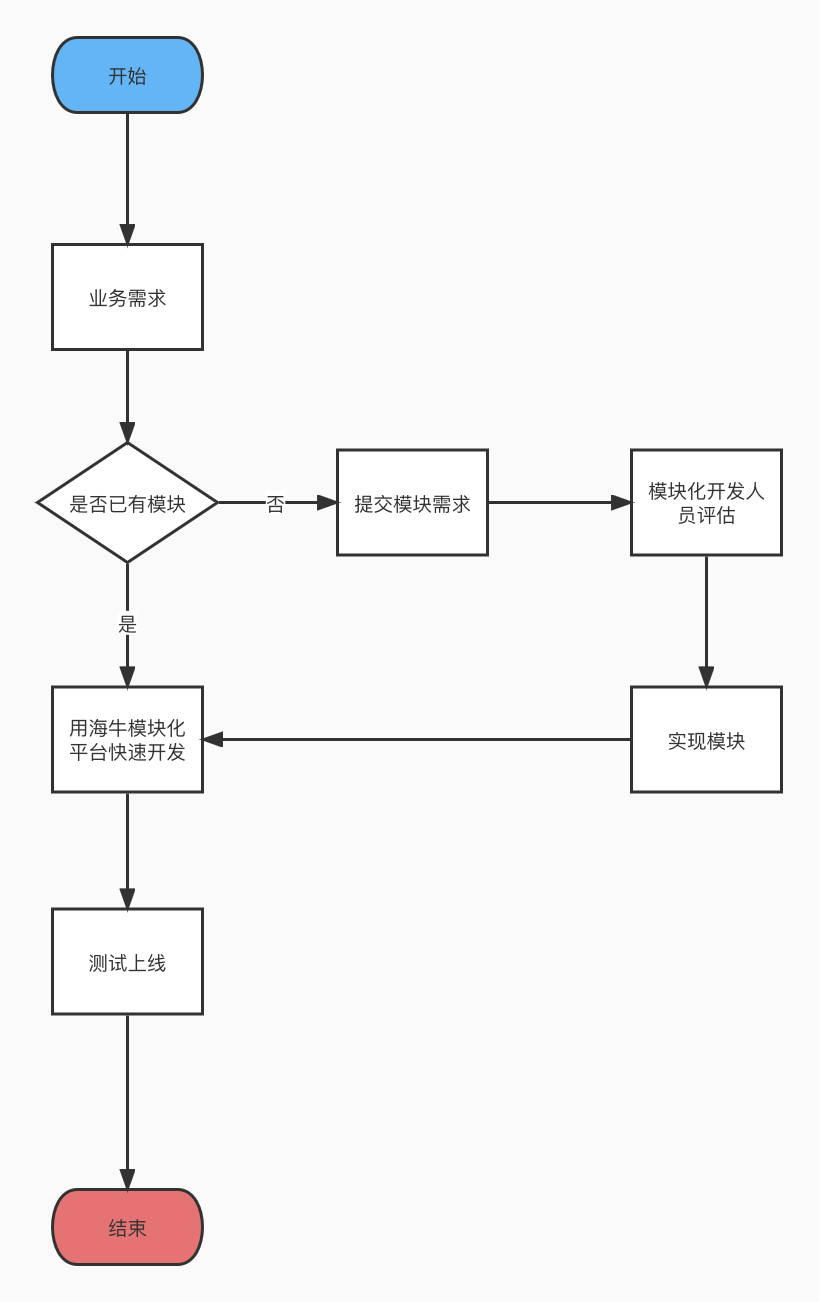 开始
业务需求
是否已有模块
否
提交模块需求
模块化开发人
员评估
是
用海牛模块化
平台快速开发
实现模块
测试上线
结束